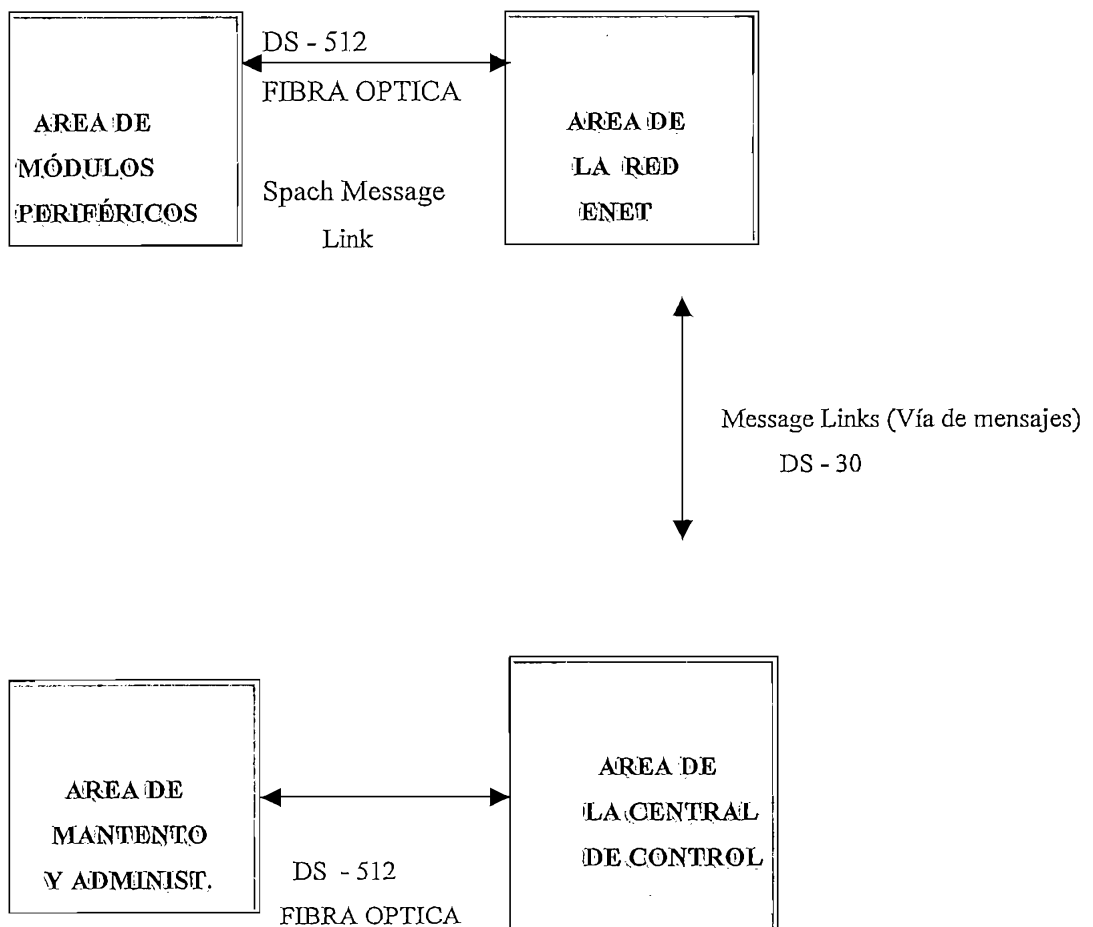 DS - 512
FIBRA OPTICA
AREA DE
MÓDULOS
PERIFÉRICOS
Spach Message
Link
AREA DE
LA RED
ENET
Message Links (Vía de mensajes)
DS - 30
AREA DE
MANTENTO
Y ADMINIST.
DS - 512
FIBRA OPTICA
AREA DE
LA CENTRAL
DE CONTROL